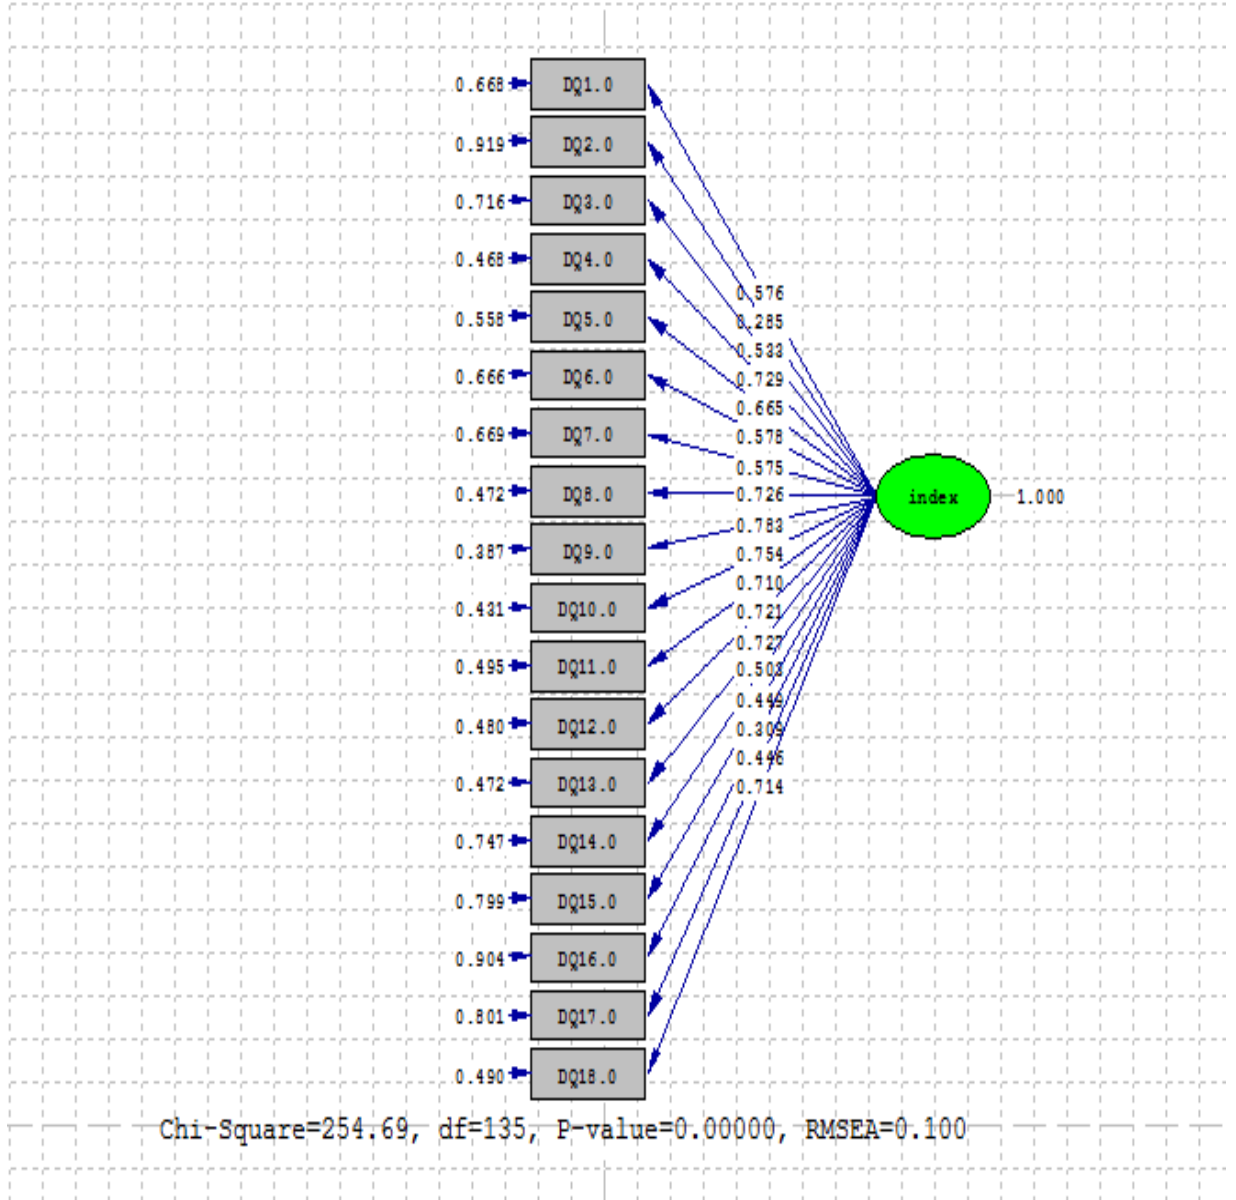 0.668 DQ1.0
0.919 DQ2.0
0.716 DQ3.0
0.468 DQ4.0
0.558 DQ5.0
0.666 DQ6.0
0.669 DQ7.0
0.472 DQ8.0
0.387 DQ9.0
0.431 DQ10.0
0.495 DQ11.0
0.480 DQ12.0
0.472 DQ13.0
0.747 DQ14.0
0.799 DQ15.0
0.904 DQ16.0
0.801 DQ17.0
0.490 DQ18.0
0.576
0.285
0.533
0.729
0.665
0.578
0.575
0.726
0.783
0.754
0.710
0.721
0.727
0.503
0.449
0.309
0.446
0.714
index 1.000
Chi-Square=254.69, df=135, P-value=0.00000, RMSEA=0.100